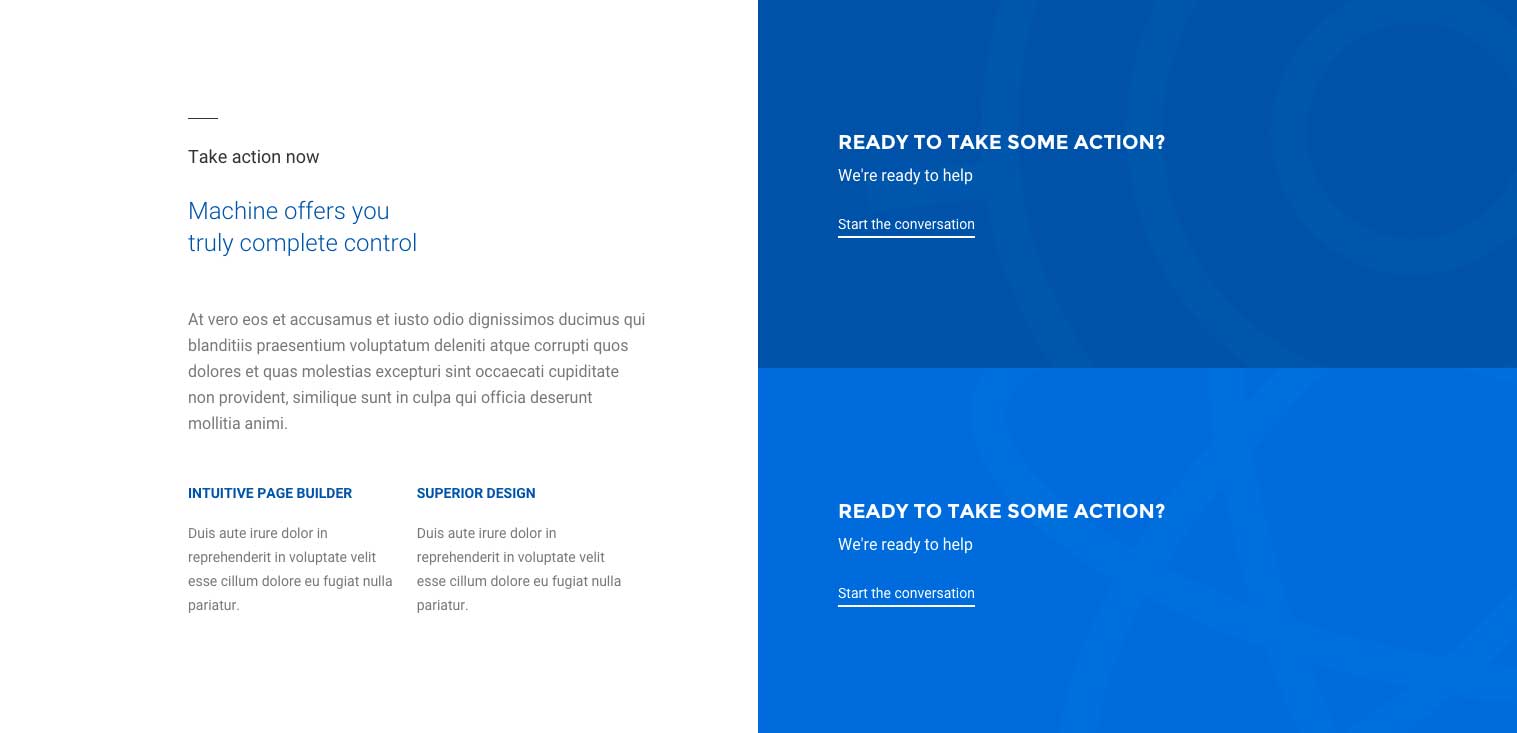 Take action now
Machine offers you
truly complete control
At vero eos et accusamus et iusto odio dignissimos ducimus qui
blanditiis praesentium voluptatum deleniti atque corrupti quos
dolores et quas molestias excepturi sint occaecati cupiditate
non provident, similique sunt in culpa qui officia deserunt
mollitia animi.
INTUITIVE PAGE BUILDER
Duis aute irure dolor in
reprehenderit in voluptate velit
esse cillum dolore eu fugiat nulla
pariatur.
SUPERIOR DESIGN
Duis aute irure dolor in
reprehenderit in voluptate velit
esse cillum dolore eu fugiat nulla
pariatur.
READY TO TAKE SOME ACTION?
We're ready to help
Start the conversation
READY TO TAKE SOME ACTION?
We're ready to help
Start the conversation